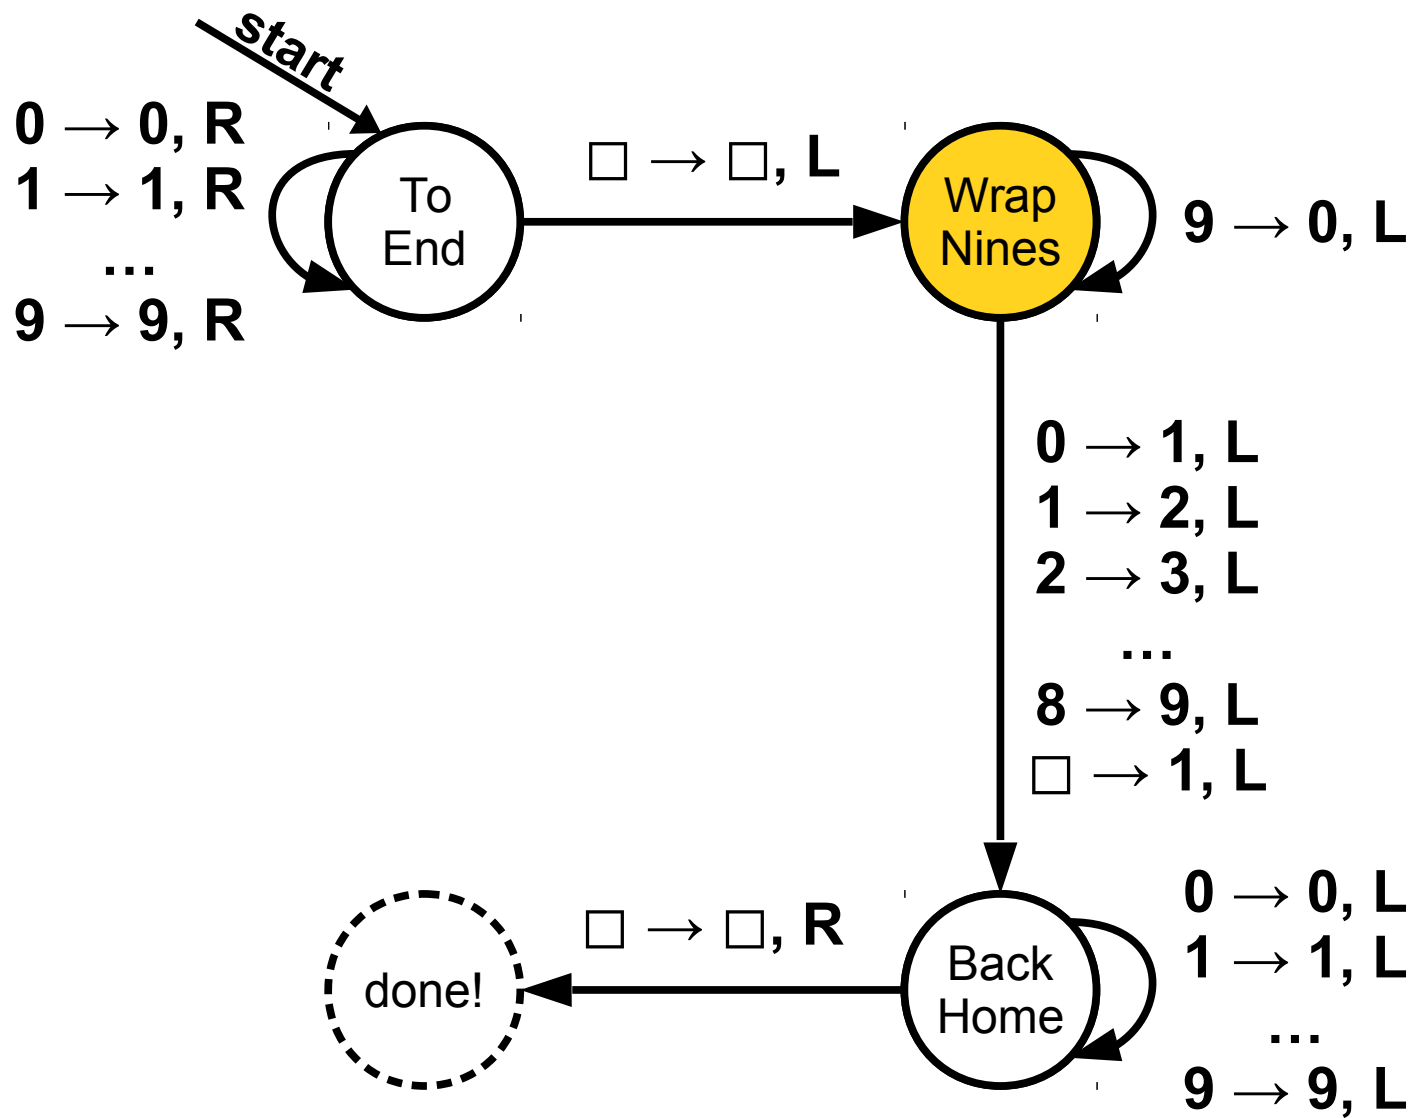 start
0 → 0, R
1 → 1, R
...
9 → 9, R
To
End
□ → □, L
Wrap
Nines
9 → 0, L
0 → 1, L
1 → 2, L
2 → 3, L
...
8 → 9, L
□ → 1, L
done!
□ → □, R
Back
Home
0 → 0, L
1 → 1, L
...
9 → 9, L